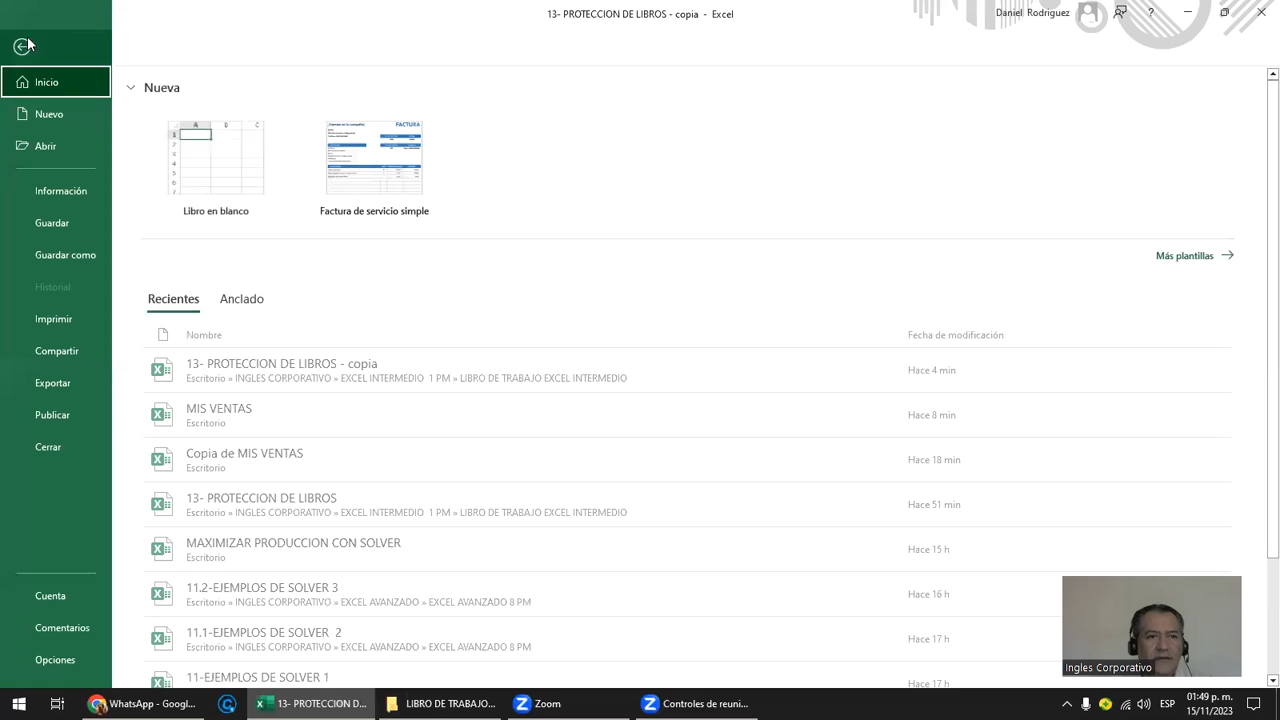 13- PROTECCION DE LIBROS - copia - Excel
Daniel Rodriguez
?
Inicio
Nuevo
Abrir
Información
Guardar
Guardar como
Historial
Imprimir
Compartir
Exportar
Publicar
Cerrar
Cuenta
Comentarios
Opciones
Nueva
Libro en blanco
FACTURA
Factura de servicio simple
Más plantillas
Recientes Anclado
Nombre Fecha de modificación
13- PROTECCION DE LIBROS - copia
Escritorio » INGLES CORPORATIVO » EXCEL INTERMEDIO 1 PM » LIBRO DE TRABAJO EXCEL INTERMEDIO
Hace 4 min
MIS VENTAS
Escritorio
Hace 8 min
Copia de MIS VENTAS
Escritorio
Hace 18 min
13- PROTECCION DE LIBROS
Escritorio » INGLES CORPORATIVO » EXCEL INTERMEDIO 1 PM » LIBRO DE TRABAJO EXCEL INTERMEDIO
Hace 51 min
MAXIMIZAR PRODUCCION CON SOLVER
Escritorio
Hace 15 h
11.2-EJEMPLOS DE SOLVER 3
Escritorio » INGLES CORPORATIVO » EXCEL AVANZADO » EXCEL AVANZADO 8 PM
Hace 16 h
11.1-EJEMPLOS DE SOLVER 2
Escritorio » INGLES CORPORATIVO » EXCEL AVANZADO » EXCEL AVANZADO 8 PM
Hace 17 h
11-EJEMPLOS DE SOLVER 1
Hace 17 h
Ingles Corporativo
WhatsApp - Googl...
13- PROTECCION D...
LIBRO DE TRABAJO...
Zoom
Controles de reuni...
ESP
01:49 p. m.
15/11/2023